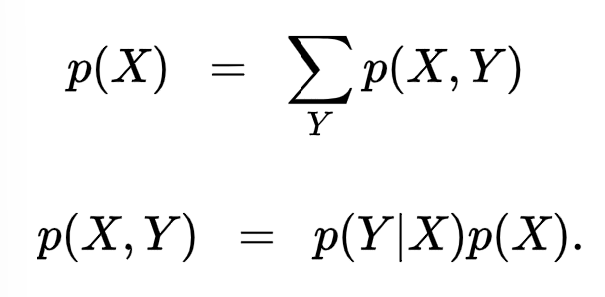 p(X) = ∑_Y p(X, Y)
p(X, Y) = p(Y|X)p(X).